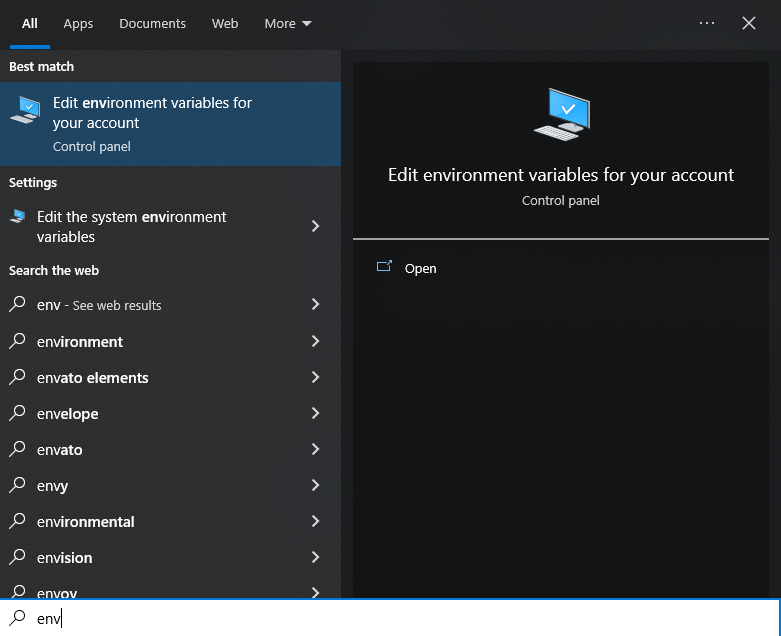 All Apps Documents Web More
Best match
Edit environment variables for
your account
Control panel
Settings
Edit the system environment
variables
Search the web
env - See web results
environment
envato elements
envelope
envato
envy
environmental
envision
envoy
env
Edit environment variables for your account
Control panel
Open